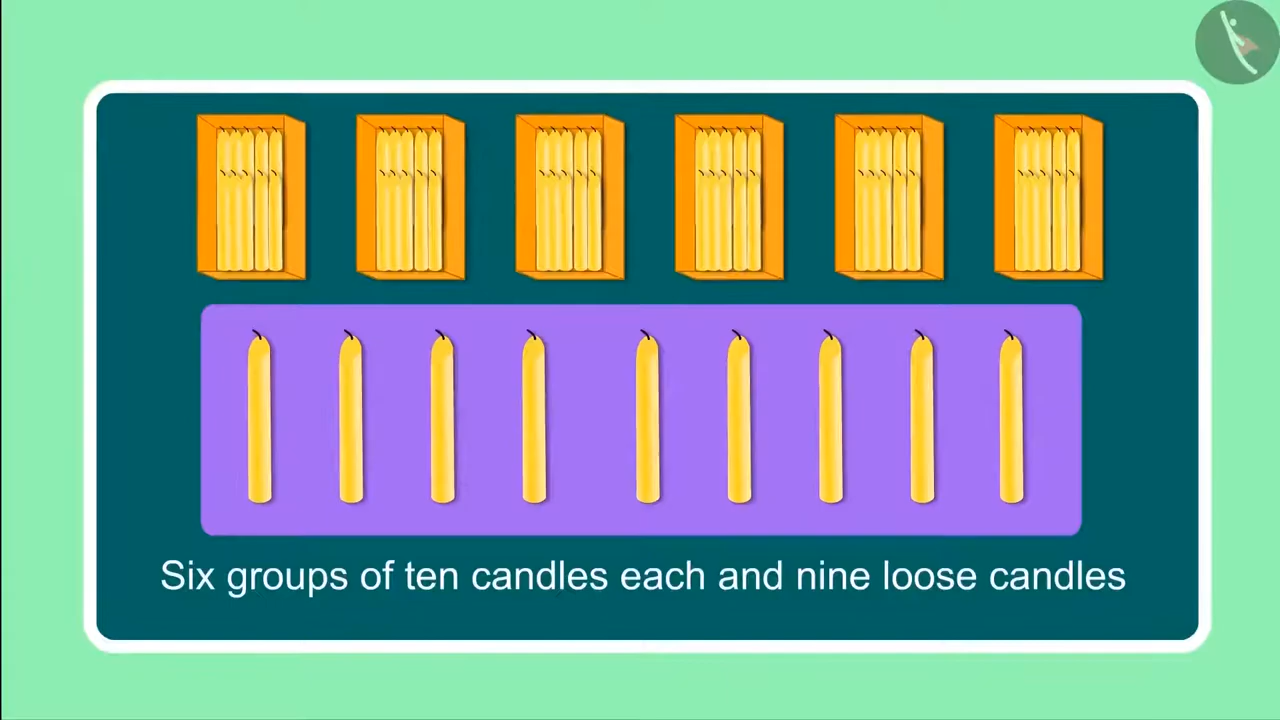 Six groups of ten candles each and nine loose candles